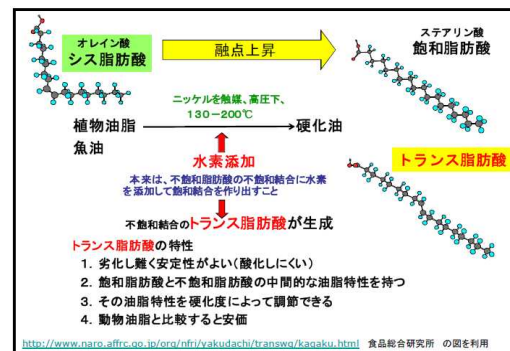 オレイン酸
シス脂肪酸
融点上昇
ステアリン酸
飽和脂肪酸
ニッケルを触媒、高圧下、
130−200℃
植物油脂
魚油
硬化油
水素添加
本来は、不飽和脂肪酸の不飽和結合に水素
を添加して飽和結合を作り出すこと
トランス脂肪酸
不飽和結合のトランス脂肪酸が生成
トランス脂肪酸の特性
1. 劣化し難く安定性がよい(酸化しにくい)
2. 飽和脂肪酸と不飽和脂肪酸の中間的な油脂特性を持つ
3. その油脂特性を硬化度によって調節できる
4. 動物油脂と比較すると安価
http://www.naro.affrc.go.jp/org/nfri/yakudachi/transwg/kagaku.html 食品総合研究所 の図を利用